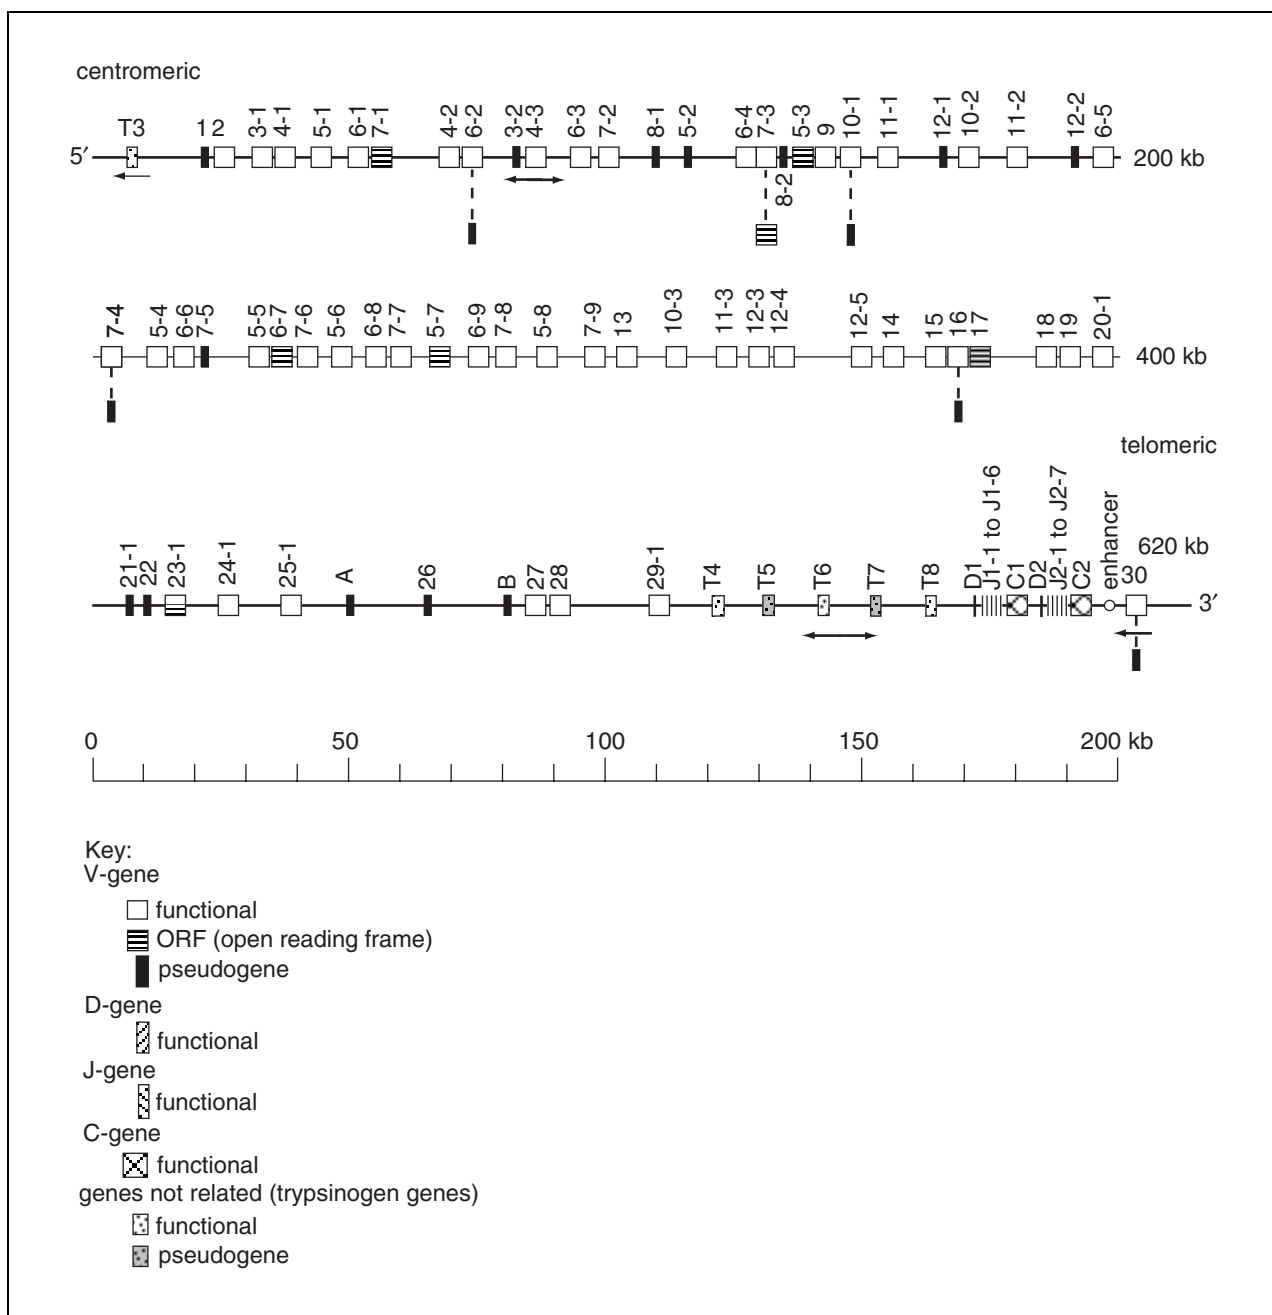 centromeric
T3 1 2 3-1 4-1 5-1 6-1 7-1 4-2 6-2 3-2 4-3 6-3 7-2 8-1 5-2 6-4 7-3 5-3 9 10-1 11-1 12-1 10-2 11-2 12-2 6-5
5′ 200 kb
8-2
7-4 5-4 6-6 7-5 5-5 6-7 7-6 5-6 6-8 7-7 5-7 6-9 7-8 5-8 7-9 13 10-3 11-3 12-3 12-4 12-5 14 15 16 17 18 19 20-1
400 kb
telomeric
620 kb
21-1 22 23-1 24-1 25-1 A 26 B 27 28 29-1 T4 T5 T6 T7 T8 D1 J1-1 to J1-6 C1 D2 J2-1 to J2-7 C2 enhancer 30
3′
0 50 100 150 200 kb
Key:
V-gene
functional
ORF (open reading frame)
pseudogene
D-gene
functional
J-gene
functional
C-gene
functional
genes not related (trypsinogen genes)
functional
pseudogene